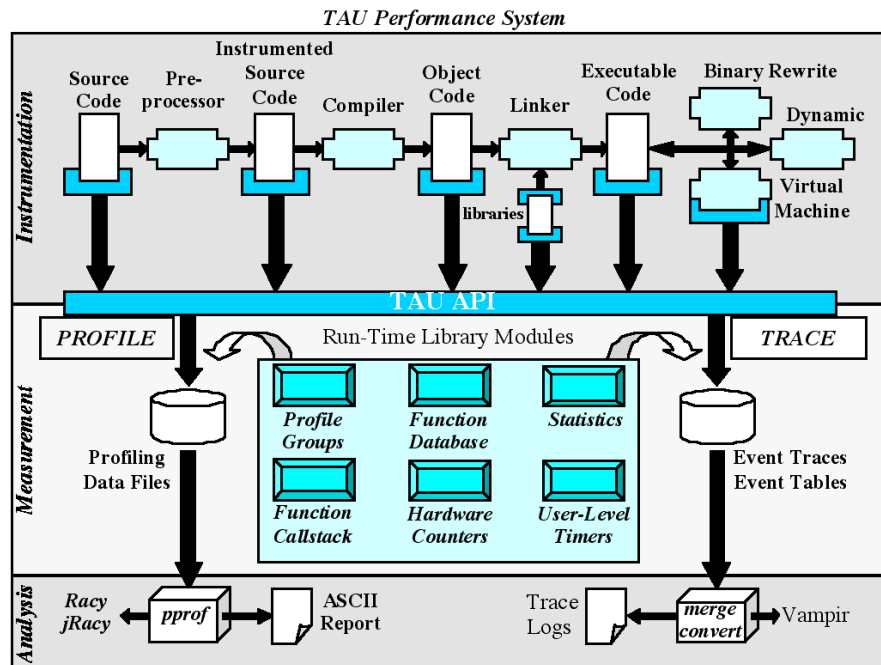 TAU Performance System
Instrumentation
Source
Code
Pre-
processor
Instrumented
Source
Code
Compiler
Object
Code
Linker
Executable
Code
Binary Rewrite
Dynamic
Virtual
Machine
libraries
TAU API
Measurement
PROFILE
Run-Time Library Modules
TRACE
Profile
Groups
Function
Database
Statistics
Function
Callstack
Hardware
Counters
User-Level
Timers
Profiling
Data Files
Event Traces
Event Tables
Analysis
Racy
jRacy
pprof
ASCII
Report
Trace
Logs
merge
convert
Vampir